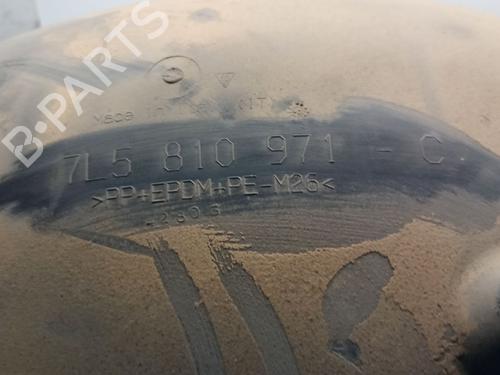 B-PARTS
7L5 810 971 - C
>PP+EPDM+PE-M26<